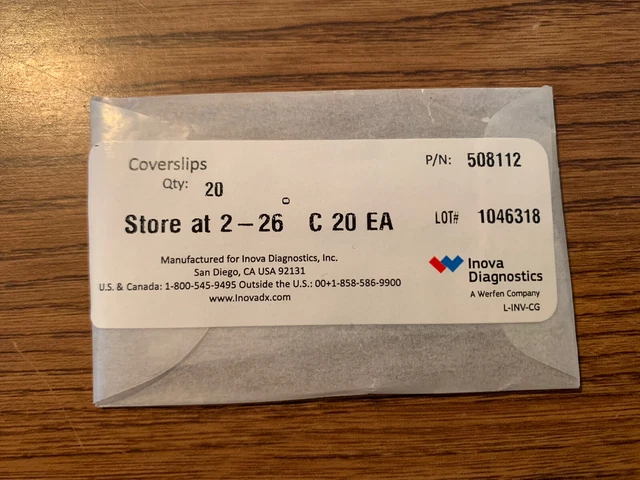 Coverslips
Qty: 20
Store at 2 – 26° C 20 EA
Manufactured for Inova Diagnostics, Inc.
San Diego, CA USA 92131
U.S. & Canada: 1-800-545-9495 Outside the U.S.: 00+1-858-586-9900
www.Inovadx.com
P/N: 508112
LOT# 1046318
Inova
Diagnostics
A Werfen Company
L-INV-CG